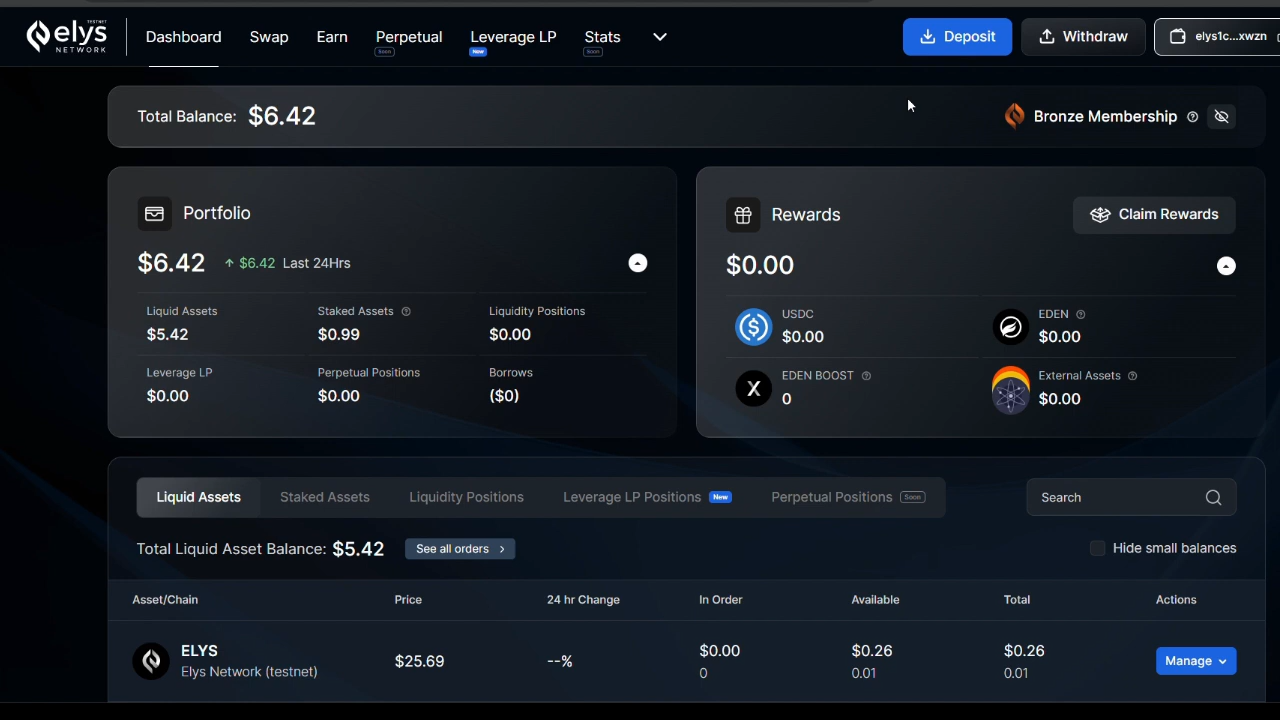 TESTNET
elys
NETWORK
Dashboard
Swap
Earn
Perpetual
Soon
Leverage LP
New
Stats
Soon
Deposit
Withdraw
elys1c...xwzn
Total Balance: $6.42
Bronze Membership
Portfolio
$6.42
$6.42 Last 24Hrs
Liquid Assets
$5.42
Staked Assets
$0.99
Liquidity Positions
$0.00
Leverage LP
$0.00
Perpetual Positions
$0.00
Borrows
($0)
Rewards
Claim Rewards
$0.00
USDC
$0.00
EDEN
$0.00
X
EDEN BOOST
0
External Assets
$0.00
Liquid Assets
Staked Assets
Liquidity Positions
Leverage LP Positions New
Perpetual Positions Soon
Search
Total Liquid Asset Balance: $5.42
See all orders
Hide small balances
Asset/Chain
Price
24 hr Change
In Order
Available
Total
Actions
ELYS
Elys Network (testnet)
$25.69
--%
$0.00
0
$0.26
0.01
$0.26
0.01
Manage